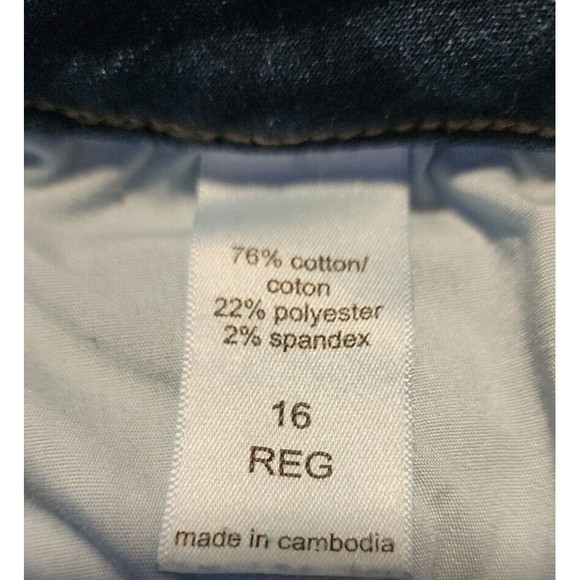 76% cotton/
coton
22% polyester
2% spandex
16
REG
made in cambodia